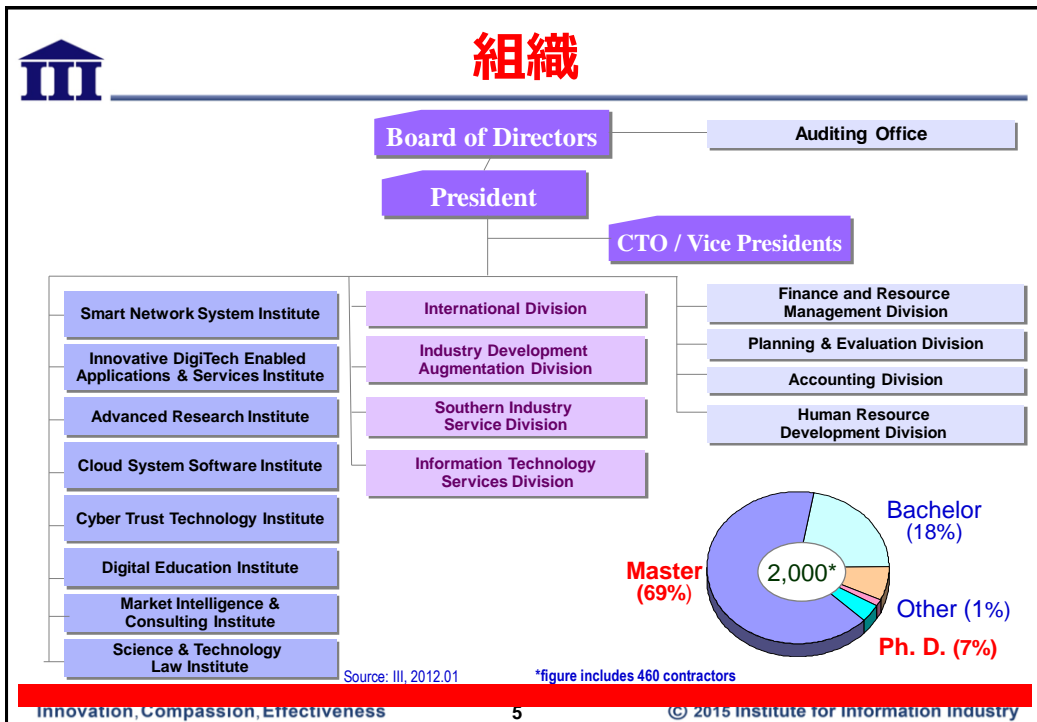 組織
III
Board of Directors
Auditing Office
President
CTO / Vice Presidents
Smart Network System Institute
Innovative DigiTech Enabled
Applications & Services Institute
Advanced Research Institute
Cloud System Software Institute
Cyber Trust Technology Institute
Digital Education Institute
Market Intelligence &
Consulting Institute
Science & Technology
Law Institute
International Division
Industry Development
Augmentation Division
Southern Industry
Service Division
Information Technology
Services Division
Finance and Resource
Management Division
Planning & Evaluation Division
Accounting Division
Human Resource
Development Division
Bachelor
(18%)
Master
(69%)
2,000*
Other (1%)
Ph. D. (7%)
Source: III, 2012.01
*figure includes 460 contractors
Innovation, Compassion, Effectiveness
5
© 2015 Institute for Information Industry